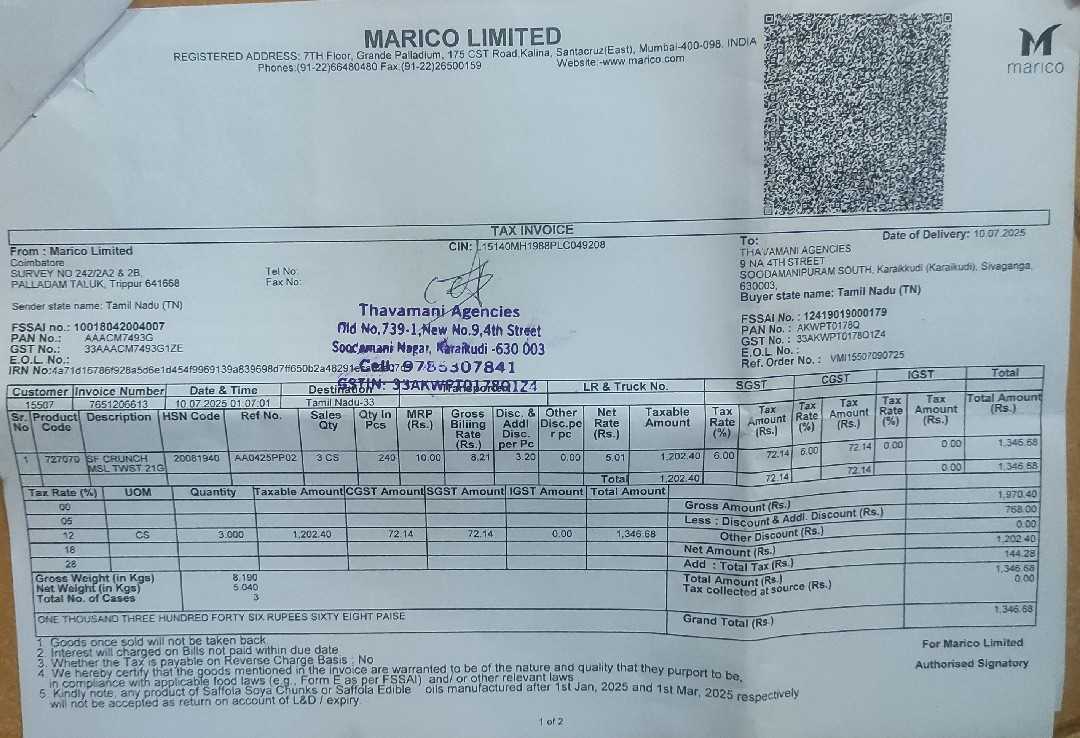 MARICO LIMITED
REGISTERED ADDRESS: 7TH Floor, Grande Palladium, 175 CST Road,Kalina, Santacruz(East), Mumbai-400-098. INDIA
Phones:(91-22)66480480 Fax.(91-22)26500159 Website:-www.marico.com
marico
TAX INVOICE
From : Marico Limited
Coimbatore
SURVEY NO 242/2A2 & 2B,
PALLADAM TALUK, Trippur 641668
Tel No:
Fax No:
Sender state name: Tamil Nadu (TN)
FSSAI no.: 10018042004007
PAN No.: AAACM7493G
GST No.: 33AAACM7493G1ZE
E.O.L. No.:
CIN: L15140MH1988PLC049208
Thavamani Agencies
Old No,739-1,New No.9,4th Street
Soodamani Nagar, Karaikudi -630 003
Cell: 9785307841
GSTIN: 33AKWPT0178Q1Z4
To:
Date of Delivery: 10.07.2025
THAVAMANI AGENCIES
9 NA 4TH STREET
SOODAMANIPURAM SOUTH, Karaikkudi (Karaikudi), Sivaganga,
630003,
Buyer state name: Tamil Nadu (TN)
FSSAI No. : 12419019000179
PAN No. : AKWPT0178Q
GST No. : 33AKWPT0178Q1Z4
E.O.L No. :
Ref. Order No. : VMI15507090725
Customer Invoice Number Date & Time Destination LR & Truck No. SGST CGST IGST Total
15507 7651206613 10.07.2025 01:07:01 Tamil Nadu-33
Sr. No Product Code Description HSN Code Ref No. Sales Qty Qty In Pcs MRP (Rs.) Gross Billing Rate (Rs.) Disc. & Addl Disc. per Pc Other Disc.pe r pc Net Rate (Rs.) Taxable Amount Tax Rate (%) Tax Amount (Rs.) Tax Rate (%) Tax Amount (Rs.) Tax Rate (%) Tax Amount (Rs.) Total Amount (Rs.)
1 727070 SF CRUNCH MSL TWST 21G 20081940 AA0425PP02 3 CS 240 10.00 8.21 3.20 0.00 5.01 1,202.40 6.00 72.14 6.00 72.14 0.00 0.00 1,346.68
Total 1,202.40 72.14 72.14 0.00 1,346.68
Tax Rate (%) UOM Quantity Taxable Amount CGST Amount SGST Amount IGST Amount Total Amount
00
05
12 CS 3.000 1,202.40 72.14 72.14 0.00 1,346.68
18
28
Gross Amount (Rs.) 1,970.40
Less : Discount & Addl. Discount (Rs.) 768.00
Other Discount (Rs.) 0.00
Net Amount (Rs.) 1,202.40
Add : Total Tax (Rs.) 144.28
Total Amount (Rs.) 1,346.68
Tax collected at source (Rs.) 0.00
Gross Weight (in Kgs) 8.190
Net Weight (in Kgs) 5.040
Total No. of Cases 3
ONE THOUSAND THREE HUNDRED FORTY SIX RUPEES SIXTY EIGHT PAISE
Grand Total (Rs.) 1,346.68
1. Goods once sold will not be taken back.
2. Interest will charged on Bills not paid within due date
3. Whether the Tax is payable on Reverse Charge Basis : No
4. We hereby certify that the goods mentioned in the invoice are warranted to be of the nature and quality that they purport to be,
in compliance with applicable food laws (e.g., Form E as per FSSAI) and/ or other relevant laws
5. Kindly note, any product of Saffola Soya Chunks or Saffola Edible oils manufactured after 1st Jan, 2025 and 1st Mar, 2025 respectively
will not be accepted as return on account of L&D / expiry.
For Marico Limited
Authorised Signatory
1 of 2